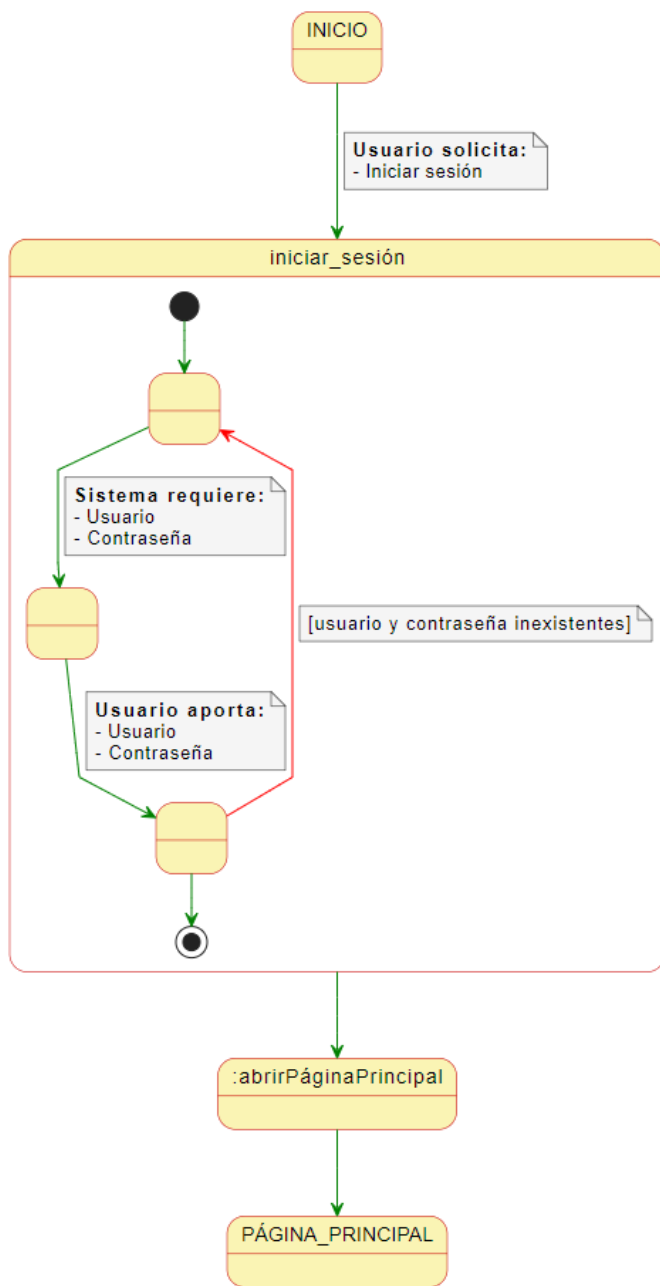 INICIO
Usuario solicita:
- Iniciar sesión
iniciar_sesión
Sistema requiere:
- Usuario
- Contraseña
[usuario y contraseña inexistentes]
Usuario aporta:
- Usuario
- Contraseña
:abrirPáginaPrincipal
PÁGINA_PRINCIPAL